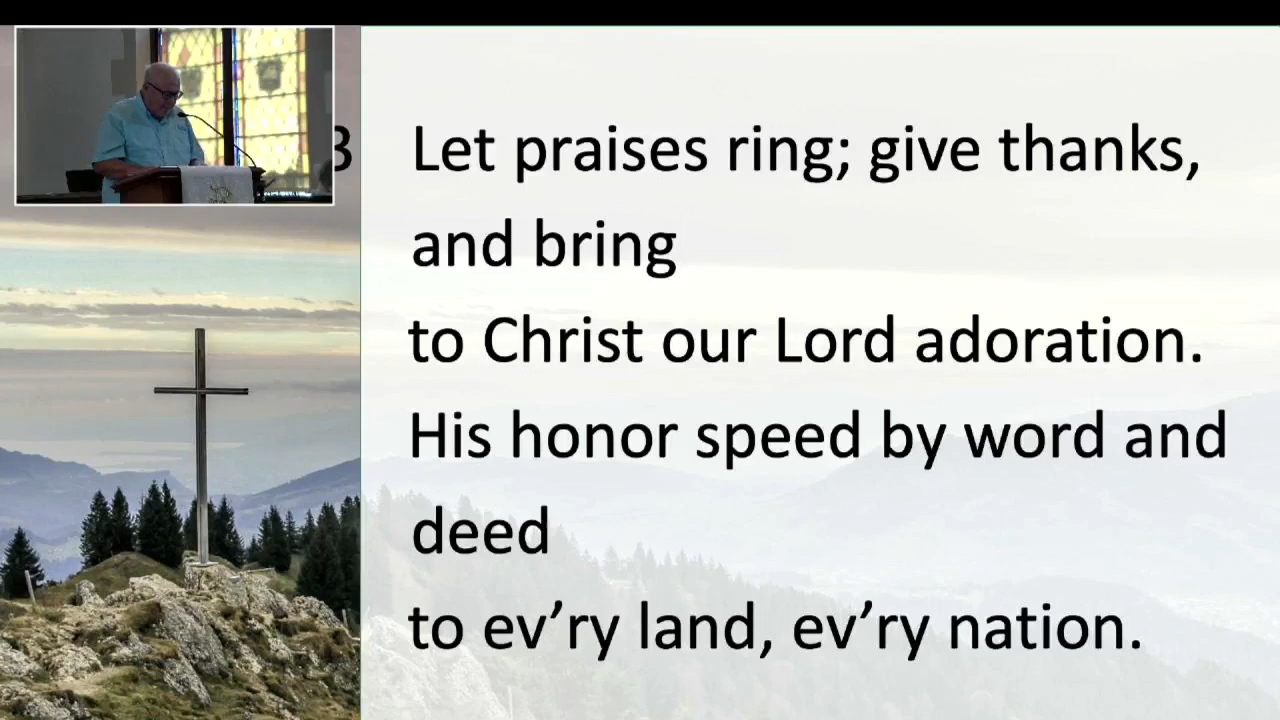 3 Let praises ring; give thanks,
and bring
to Christ our Lord adoration.
His honor speed by word and
deed
to ev’ry land, ev’ry nation.